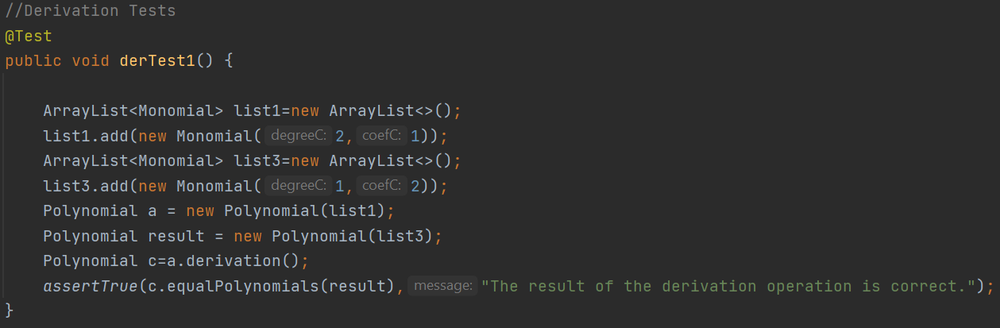 //Derivation Tests
@Test
public void derTest1() {
ArrayList<Monomial> list1=new ArrayList<>();
list1.add(new Monomial( degreeC: 2, coefC: 1));
ArrayList<Monomial> list3=new ArrayList<>();
list3.add(new Monomial( degreeC: 1, coefC: 2));
Polynomial a = new Polynomial(list1);
Polynomial result = new Polynomial(list3);
Polynomial c=a.derivation();
assertTrue(c.equalPolynomials(result), message: "The result of the derivation operation is correct.");
}